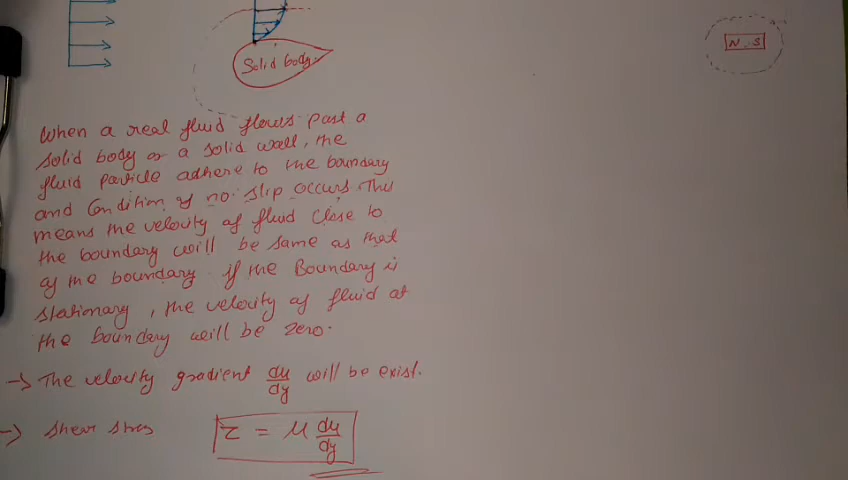 N S
Solid body
When a real fluid flows past a
solid body or a solid wall, the
fluid particle adhere to the boundary
and Condition of no slip occurs. This
means the velocity of fluid close to
the boundary will be same as that
of the boundary. if the Boundary is
stationary, the velocity of fluid at
the boundary will be zero.
→ The velocity gradient du/dy will be exist.
→ Shear stress τ = μ du/dy